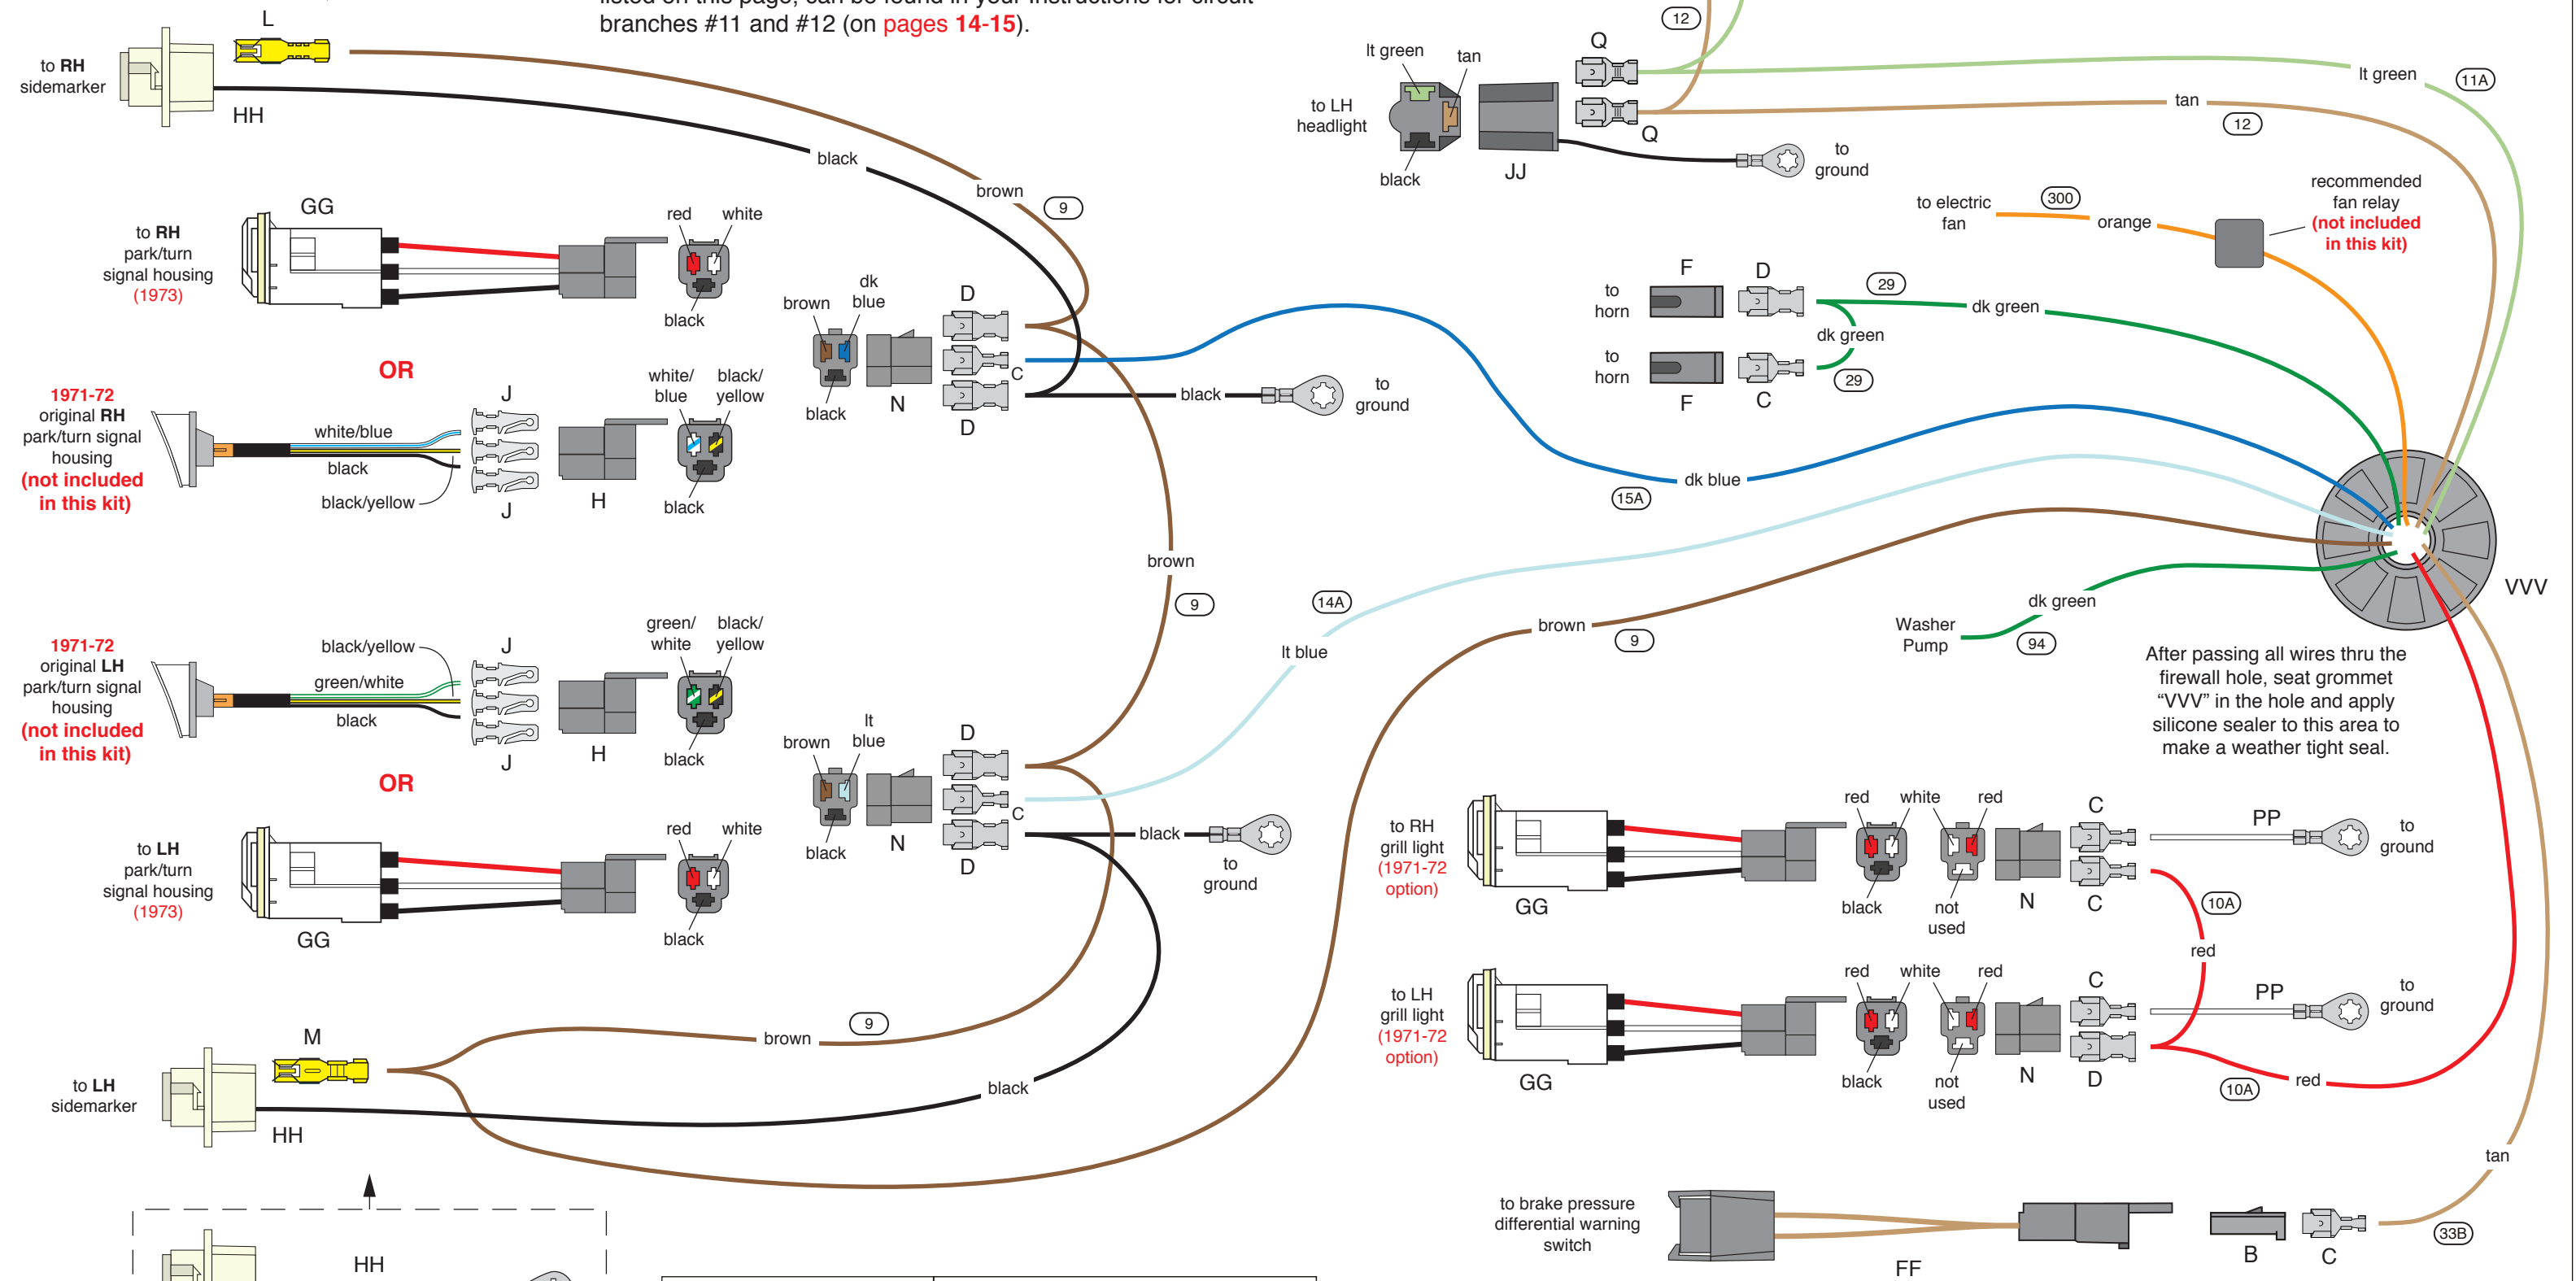 listed on this page, can be found in your instructions for circuit
branches #11 and #12 (on pages 14-15).
L
to RH
sidemarker
HH
black
brown
9
GG
to RH
park/turn
signal housing
(1973)
red
white
black
OR
1971-72
original RH
park/turn signal
housing
(not included
in this kit)
white/blue
black
black/yellow
J
J
H
white/
blue
black/
yellow
black
brown
dk
blue
black
N
D
C
D
black
to
ground
brown
9
1971-72
original LH
park/turn signal
housing
(not included
in this kit)
black/yellow
green/white
black
J
J
H
green/
white
black/
yellow
black
OR
to LH
park/turn
signal housing
(1973)
GG
red
white
black
brown
lt
blue
black
N
D
C
D
black
to
ground
M
to LH
sidemarker
HH
brown
9
black
HH
12
lt green
tan
to LH
headlight
black
JJ
Q
Q
to
ground
lt green
11A
tan
12
to electric
fan
300
orange
recommended
fan relay
(not included
in this kit)
to
horn
F
D
29
dk green
dk green
to
horn
F
C
29
dk blue
15A
14A
lt blue
brown
9
Washer
Pump
dk green
94
VVV
After passing all wires thru the
firewall hole, seat grommet
“VVV” in the hole and apply
silicone sealer to this area to
make a weather tight seal.
to RH
grill light
(1971-72
option)
GG
red
white
red
black
not
used
N
C
C
PP
to
ground
10A
red
to LH
grill light
(1971-72
option)
GG
red
white
red
black
not
used
N
C
D
PP
to
ground
10A
red
tan
to brake pressure
differential warning
switch
FF
B
C
33B